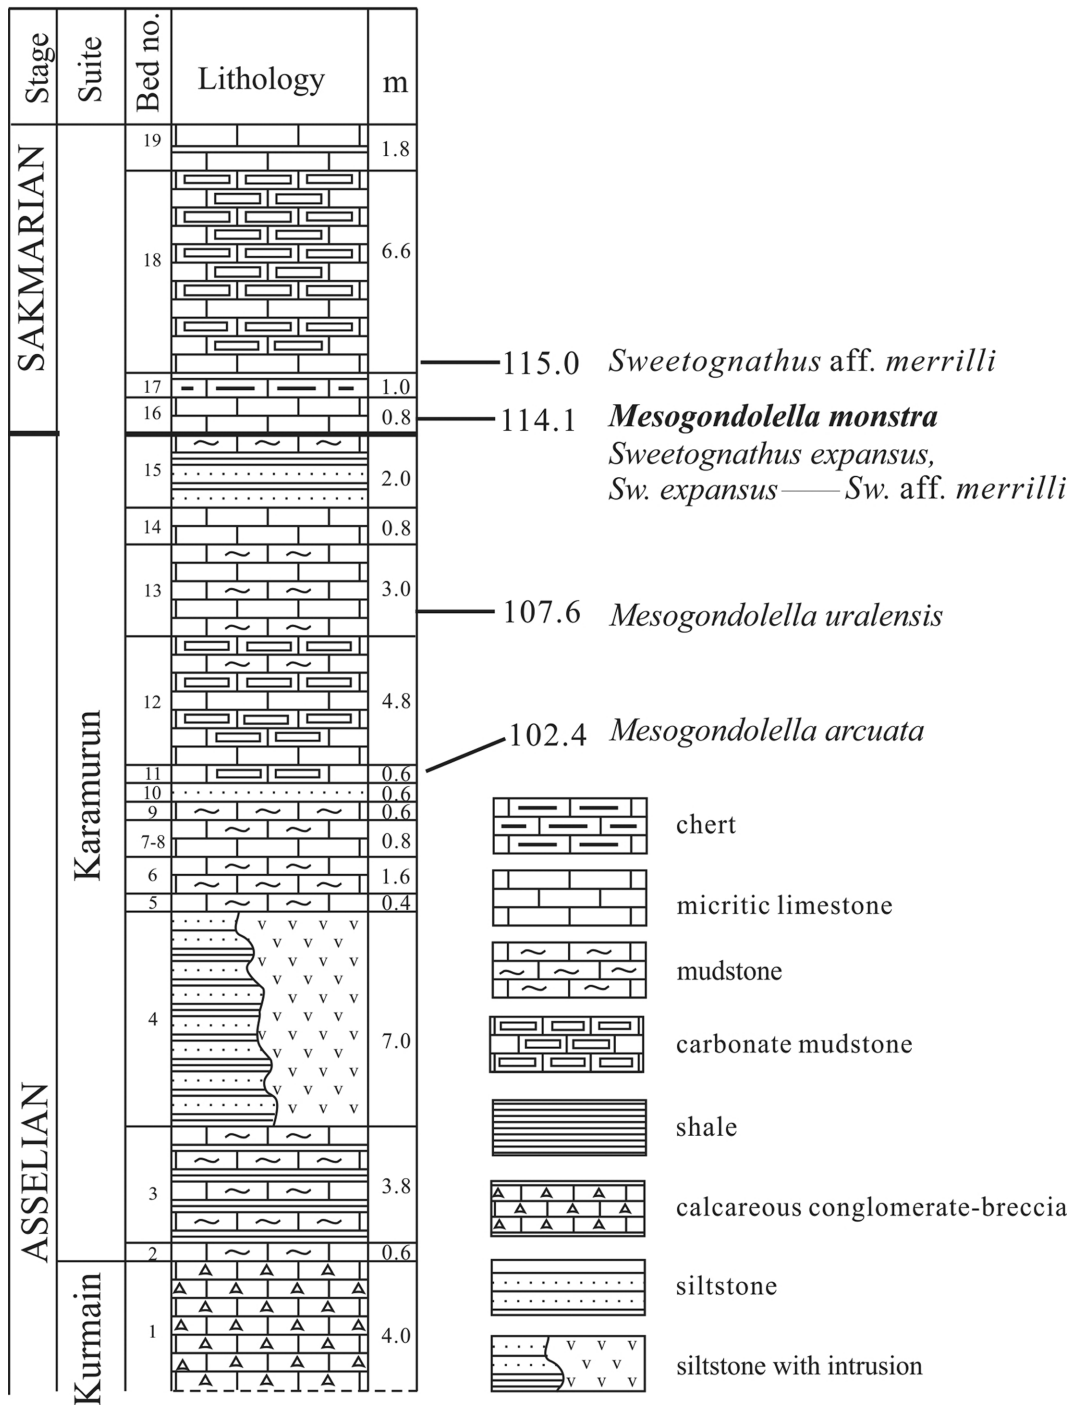 Stage
Suite
Bed no.
Lithology
m
SAKMARIAN
ASSELIAN
Karamurun
Kurmain
19
1.8
18
6.6
17
1.0
16
0.8
15
2.0
14
0.8
13
3.0
12
4.8
11
0.6
10
0.6
9
0.6
7-8
0.8
6
1.6
5
0.4
4
7.0
3
3.8
2
0.6
1
4.0
115.0 Sweetognathus aff. merrilli
114.1 Mesogondolella monstra
Sweetognathus expansus,
Sw. expansus —— Sw. aff. merrilli
107.6 Mesogondolella uralensis
102.4 Mesogondolella arcuata
chert
micritic limestone
mudstone
carbonate mudstone
shale
calcareous conglomerate-breccia
siltstone
siltstone with intrusion